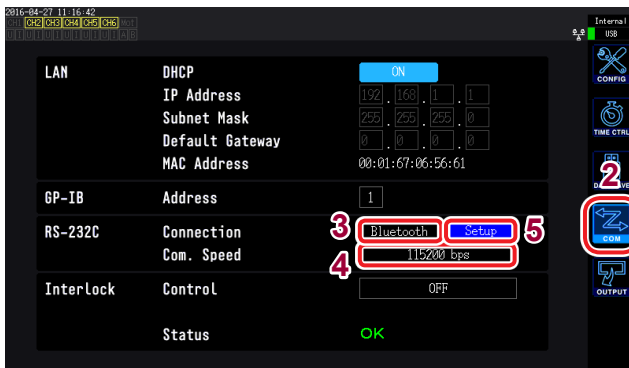 2016-04-27 11:16:42
CH1 CH2 CH3 CH4 CH5 CH6 Mot
U I U I U I U I U I U I A B
Internal
USB
CONFIG
TIME CTRL
2
COM
OUTPUT
LAN DHCP ON
IP Address 192 . 168 . 1 . 1
Subnet Mask 255 . 255 . 255 . 0
Default Gateway 0 . 0 . 0 . 0
MAC Address 00:01:67:06:56:61
GP-IB Address 1
RS-232C Connection 3 Bluetooth Setup 5
Com. Speed 4 115200 bps
Interlock Control OFF
Status OK